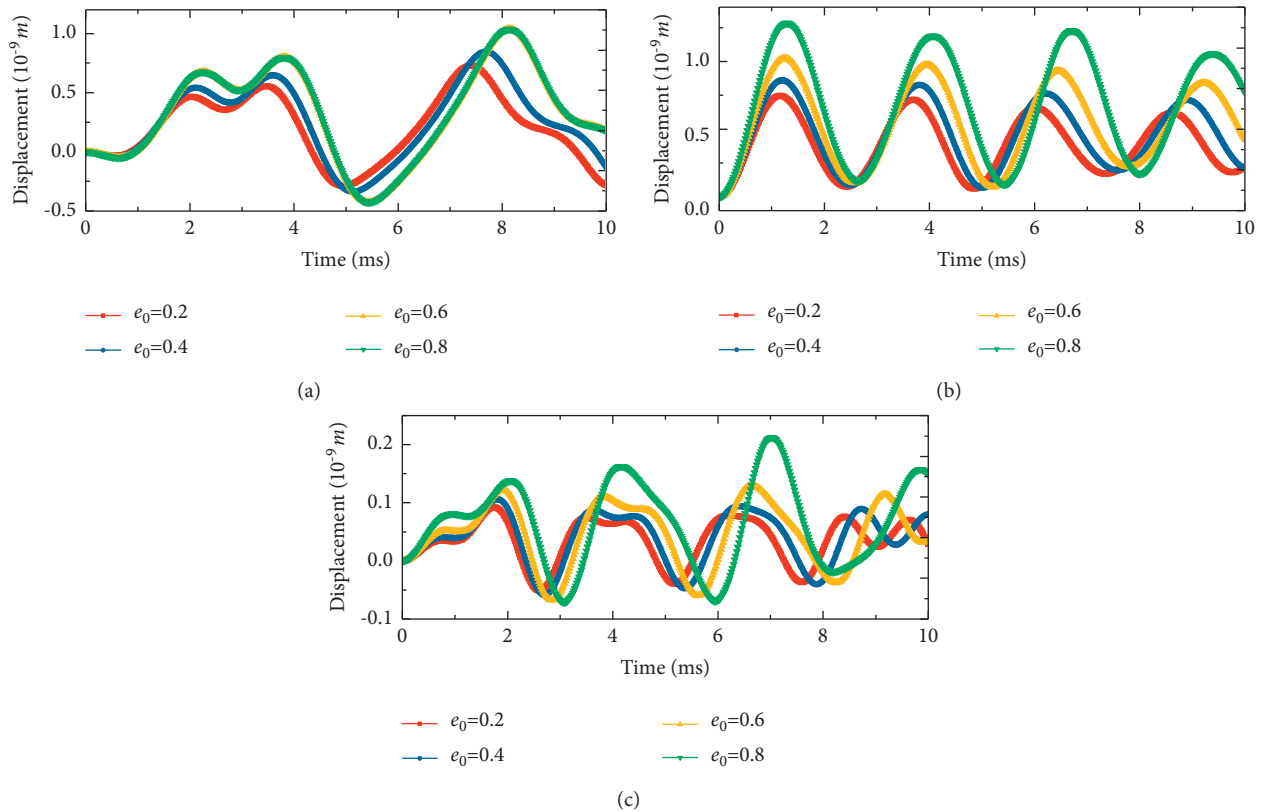 Displacement (10⁻⁹ m)
1.0
0.5
0.0
-0.5
0 2 4 6 8 10
Time (ms)
e₀=0.2 e₀=0.6
e₀=0.4 e₀=0.8
(a)
Displacement (10⁻⁹ m)
1.0
0.5
0.0
0 2 4 6 8 10
Time (ms)
e₀=0.2 e₀=0.6
e₀=0.4 e₀=0.8
(b)
Displacement (10⁻⁹ m)
0.2
0.1
0.0
-0.1
0 2 4 6 8 10
Time (ms)
e₀=0.2 e₀=0.6
e₀=0.4 e₀=0.8
(c)